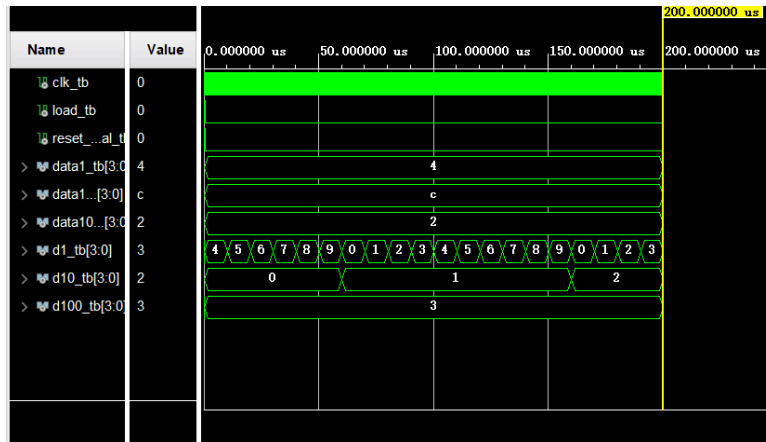 200.000000 us
Name Value 0.000000 us 50.000000 us 100.000000 us 150.000000 us 200.000000 us
clk_tb 0
load_tb 0
reset_...al_tl 0
data1_tb[3:0 4 4
data1...[3:0] c c
data10...[3:0 2 2
d1_tb[3:0] 3 4 5 6 7 8 9 0 1 2 3 4 5 6 7 8 9 0 1 2 3
d10_tb[3:0] 2 0 1 2
d100_tb[3:0] 3 3